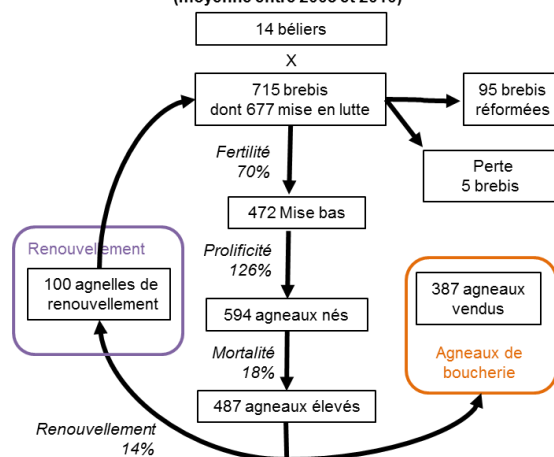 14 béliers
X
715 brebis
dont 677 mise en lutte
95 brebis
réformées
Fertilité
70%
Perte
5 brebis
472 Mise bas
Renouvellement
Prolificité
126%
100 agnelles de
renouvellement
387 agneaux
vendus
594 agneaux nés
Mortalité
18%
Agneaux de
boucherie
487 agneaux élevés
Renouvellement
14%